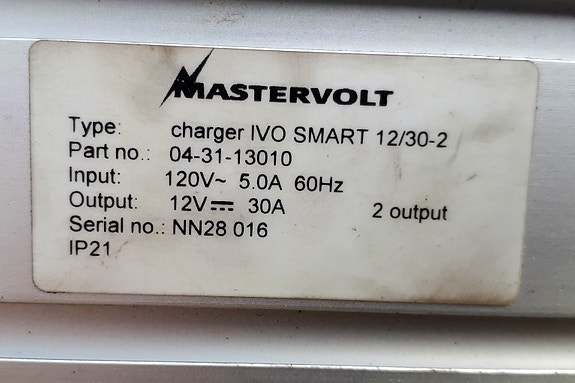 MASTERVOLT
Type: charger IVO SMART 12/30-2
Part no.: 04-31-13010
Input: 120V~ 5.0A 60Hz
Output: 12V⎓ 30A 2 output
Serial no.: NN28 016
IP21